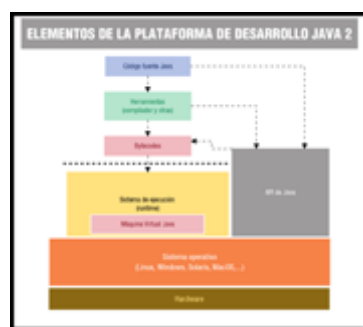 ELEMENTOS DE LA PLATAFORMA DE DESARROLLO JAVA 2
Código fuente Java
Herramientas
(compilador y otras)
Bytecodes
Sistema de ejecución
(runtime)
Máquina Virtual Java
API de Java
Sistema operativo
(Linux, Windows, Solaris, MacOS,...)
Hardware